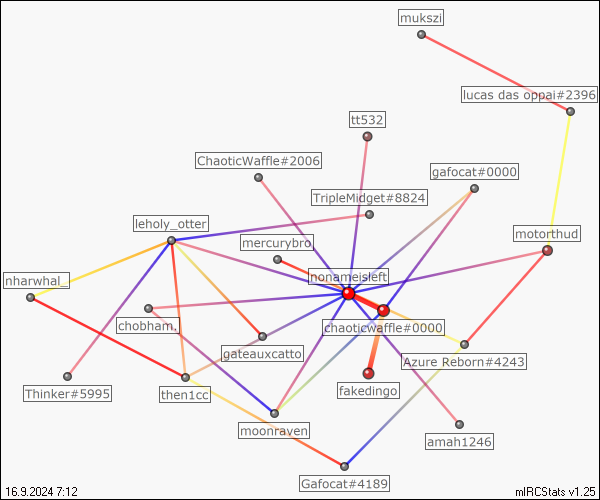 mukszi
lucas das oppai#2396
tt532
ChaoticWaffle#2006
gafocat#0000
TripleMidget#8824
leholy_otter
motorthud
mercurybro
nonameisleft
nharwhal_
chobham.
chaoticwaffle#0000
gateauxcatto
Azure Reborn#4243
Thinker#5995
then1cc
fakedingo
moonraven
amah1246
Gafocat#4189
16.9.2024 7:12
mIRCStats v1.25